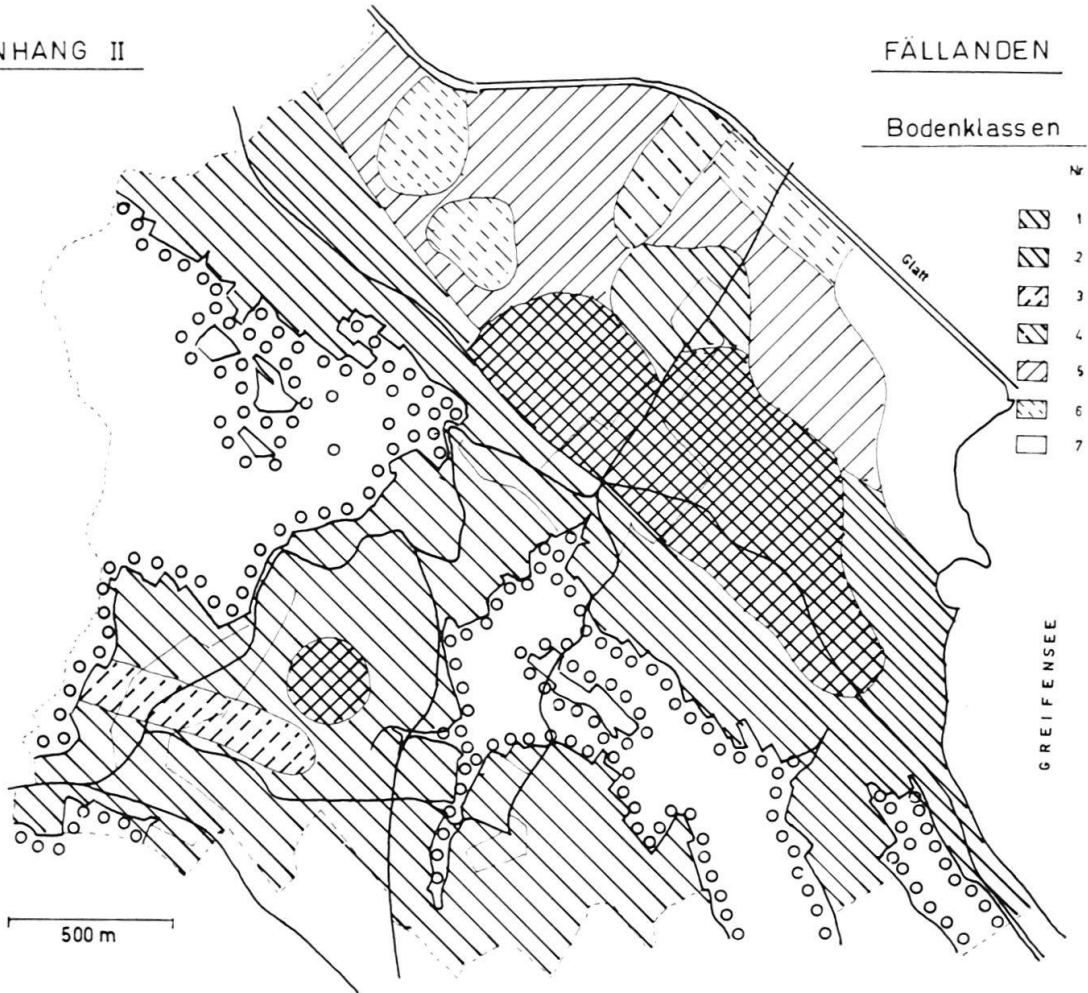 NHANG II
FÄLLANDEN
Bodenklassen
Nr.
1
2
3
4
5
6
7
Glatt
GREIFENSEE
500 m